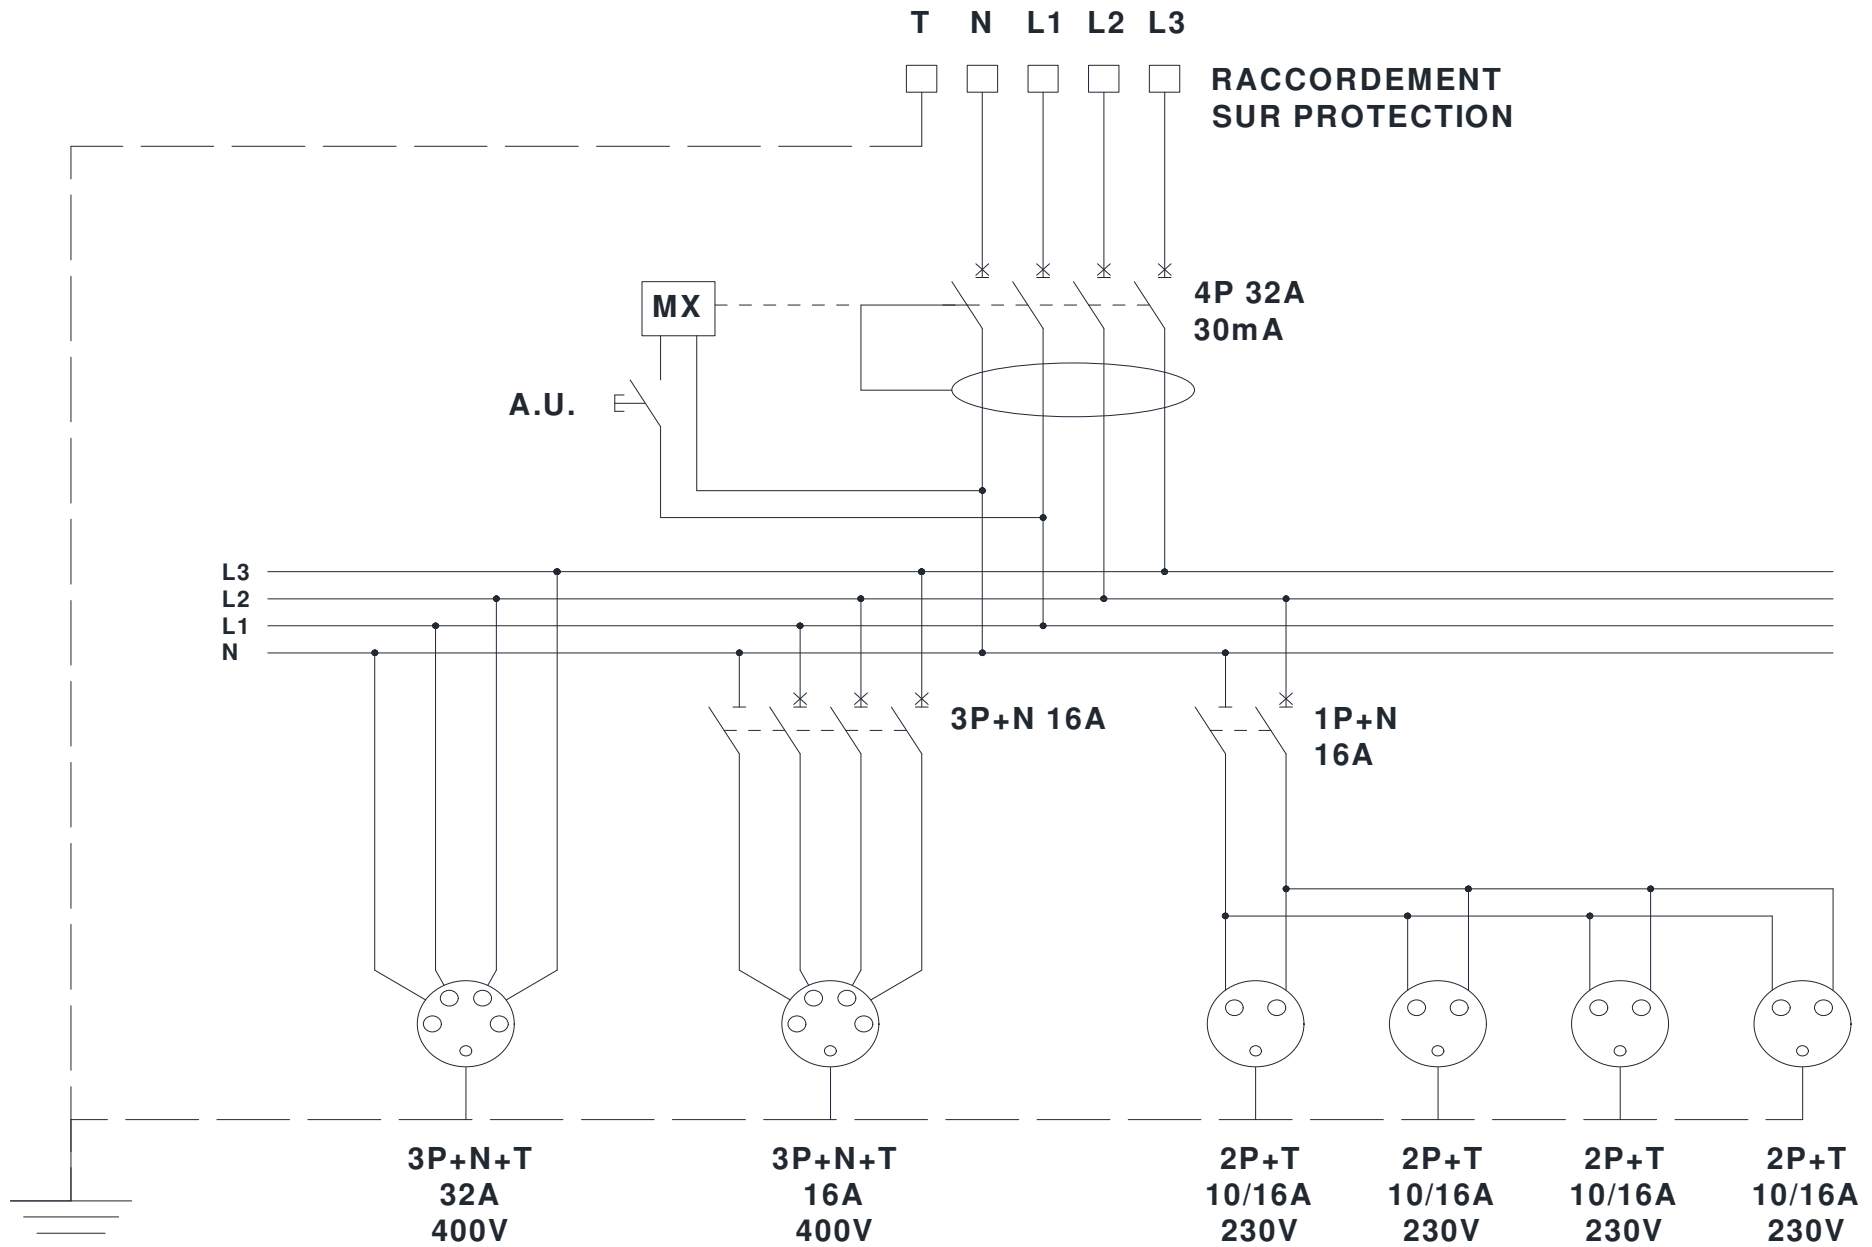 T N L1 L2 L3
RACCORDEMENT
SUR PROTECTION
MX
4P 32A
30mA
A.U.
L3
L2
L1
N
3P+N 16A
1P+N
16A
3P+N+T
32A
400V
3P+N+T
16A
400V
2P+T
10/16A
230V
2P+T
10/16A
230V
2P+T
10/16A
230V
2P+T
10/16A
230V